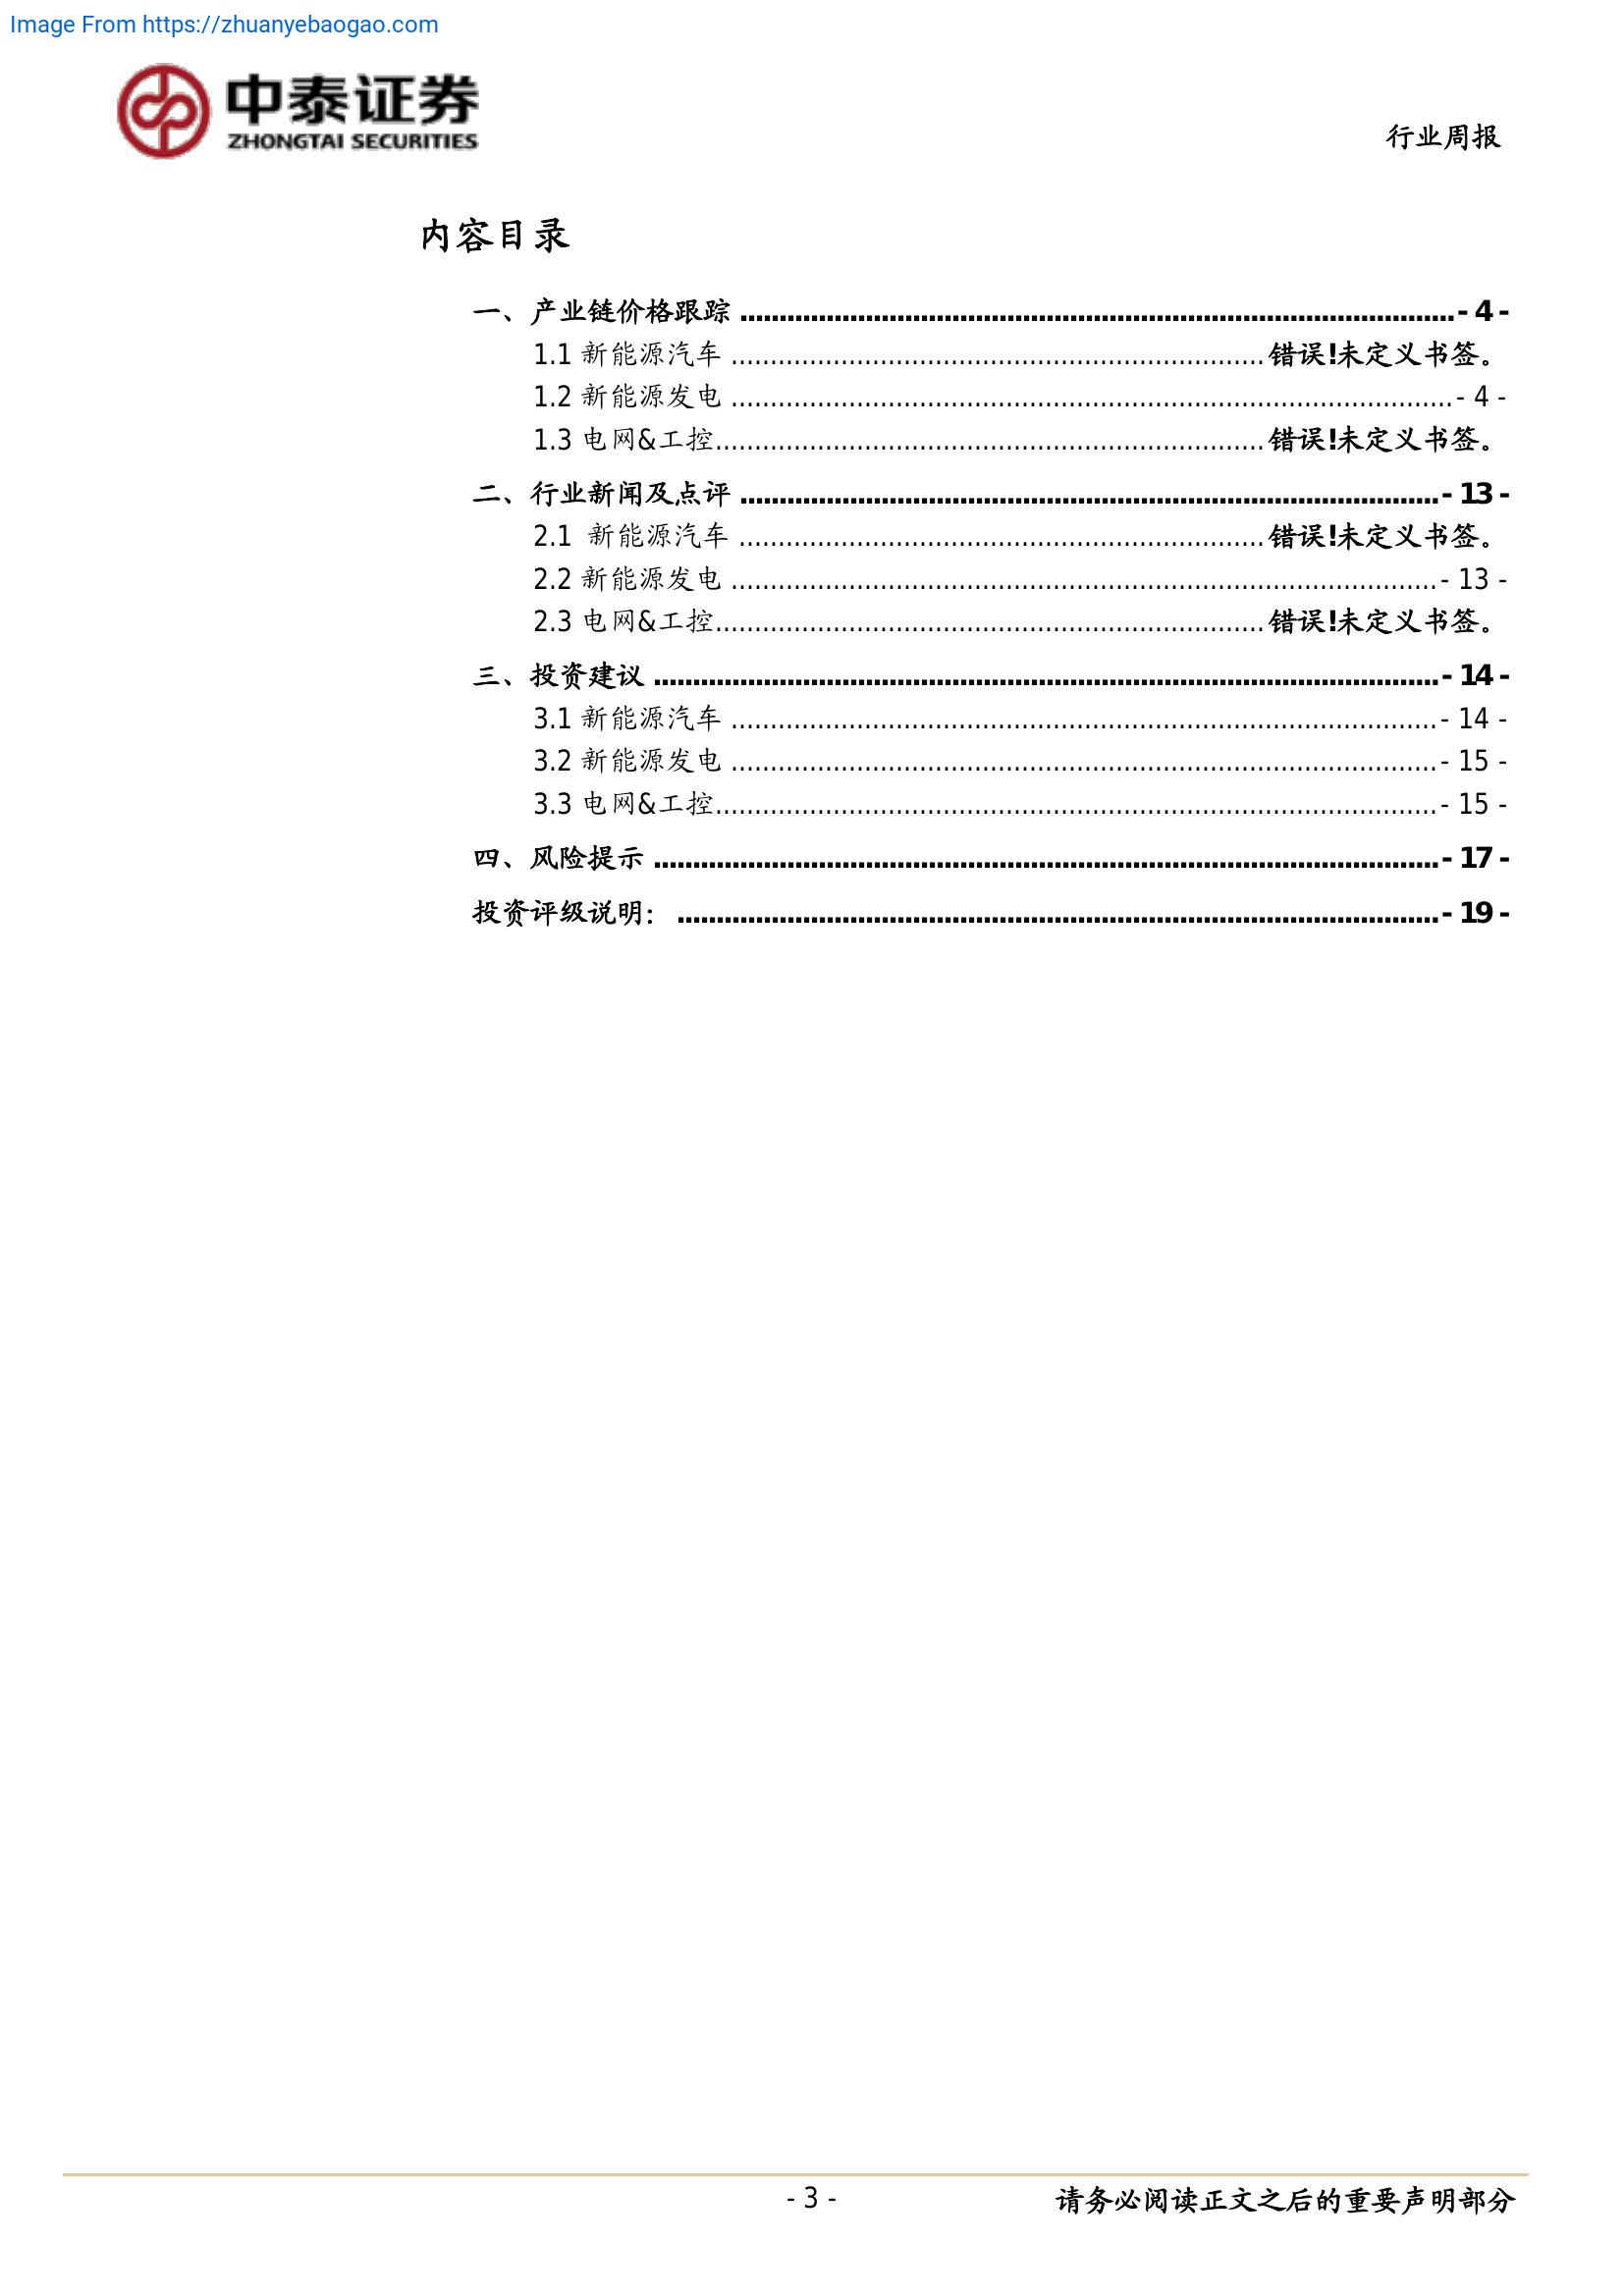 Image From https://zhuanyebaogao.com
中泰证券
ZHONGTAI SECURITIES
行业周报
内容目录
一、产业链价格跟踪 ........................................................................................- 4 -
1.1 新能源汽车 ....................................................................错误!未定义书签。
1.2 新能源发电 ............................................................................................- 4 -
1.3 电网&工控......................................................................错误!未定义书签。
二、行业新闻及点评 ......................................................................................- 13 -
2.1  新能源汽车 ...................................................................错误!未定义书签。
2.2 新能源发电 ..........................................................................................- 13 -
2.3 电网&工控......................................................................错误!未定义书签。
三、投资建议 .................................................................................................- 14 -
3.1 新能源汽车 ..........................................................................................- 14 -
3.2 新能源发电 ..........................................................................................- 15 -
3.3 电网&工控............................................................................................- 15 -
四、风险提示 .................................................................................................- 17 -
投资评级说明： ..............................................................................................- 19 -
- 3 -
请务必阅读正文之后的重要声明部分